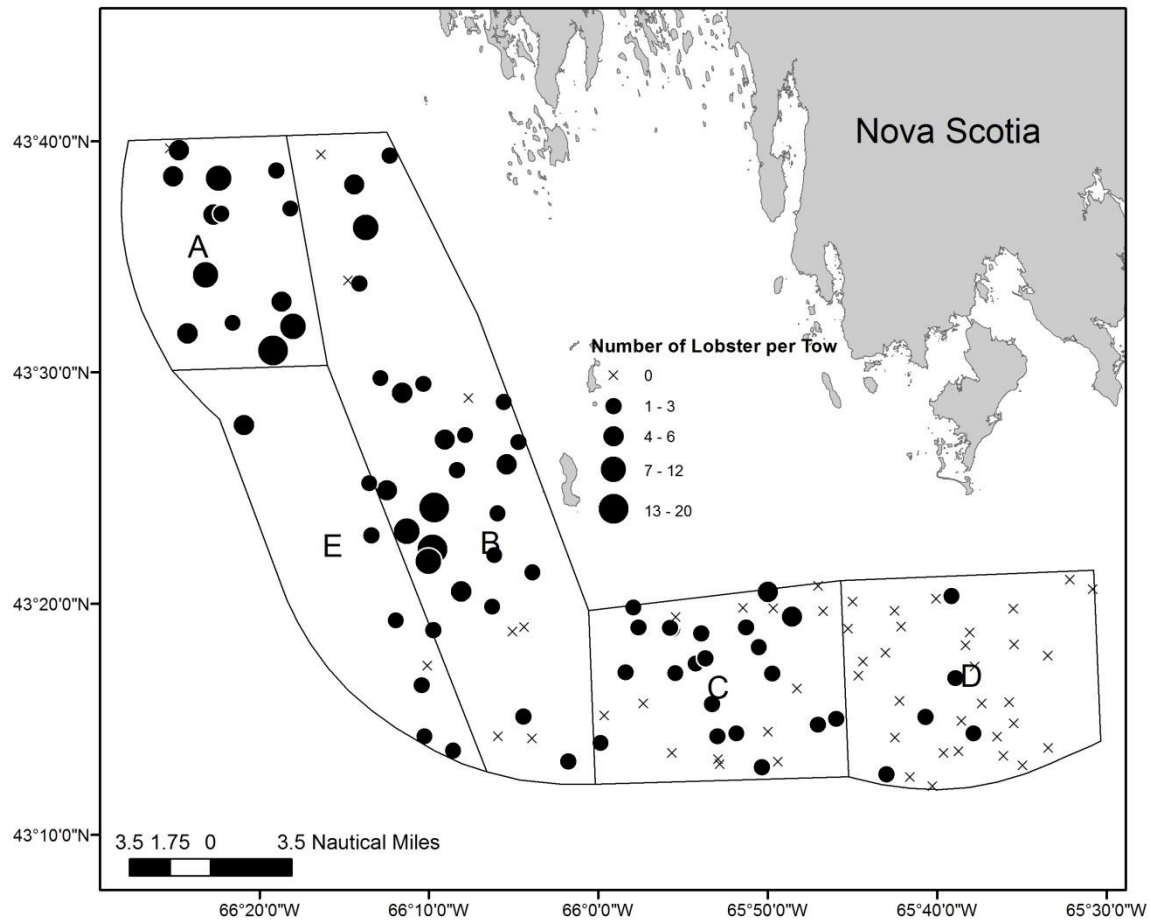 Nova Scotia
43°40'0"N
A
43°30'0"N
Number of Lobster per Tow
0
1 - 3
4 - 6
7 - 12
13 - 20
E
B
43°20'0"N
C
D
43°10'0"N
3.5 1.75 0 3.5 Nautical Miles
66°20'0"W 66°10'0"W 66°0'0"W 65°50'0"W 65°40'0"W 65°30'0"W